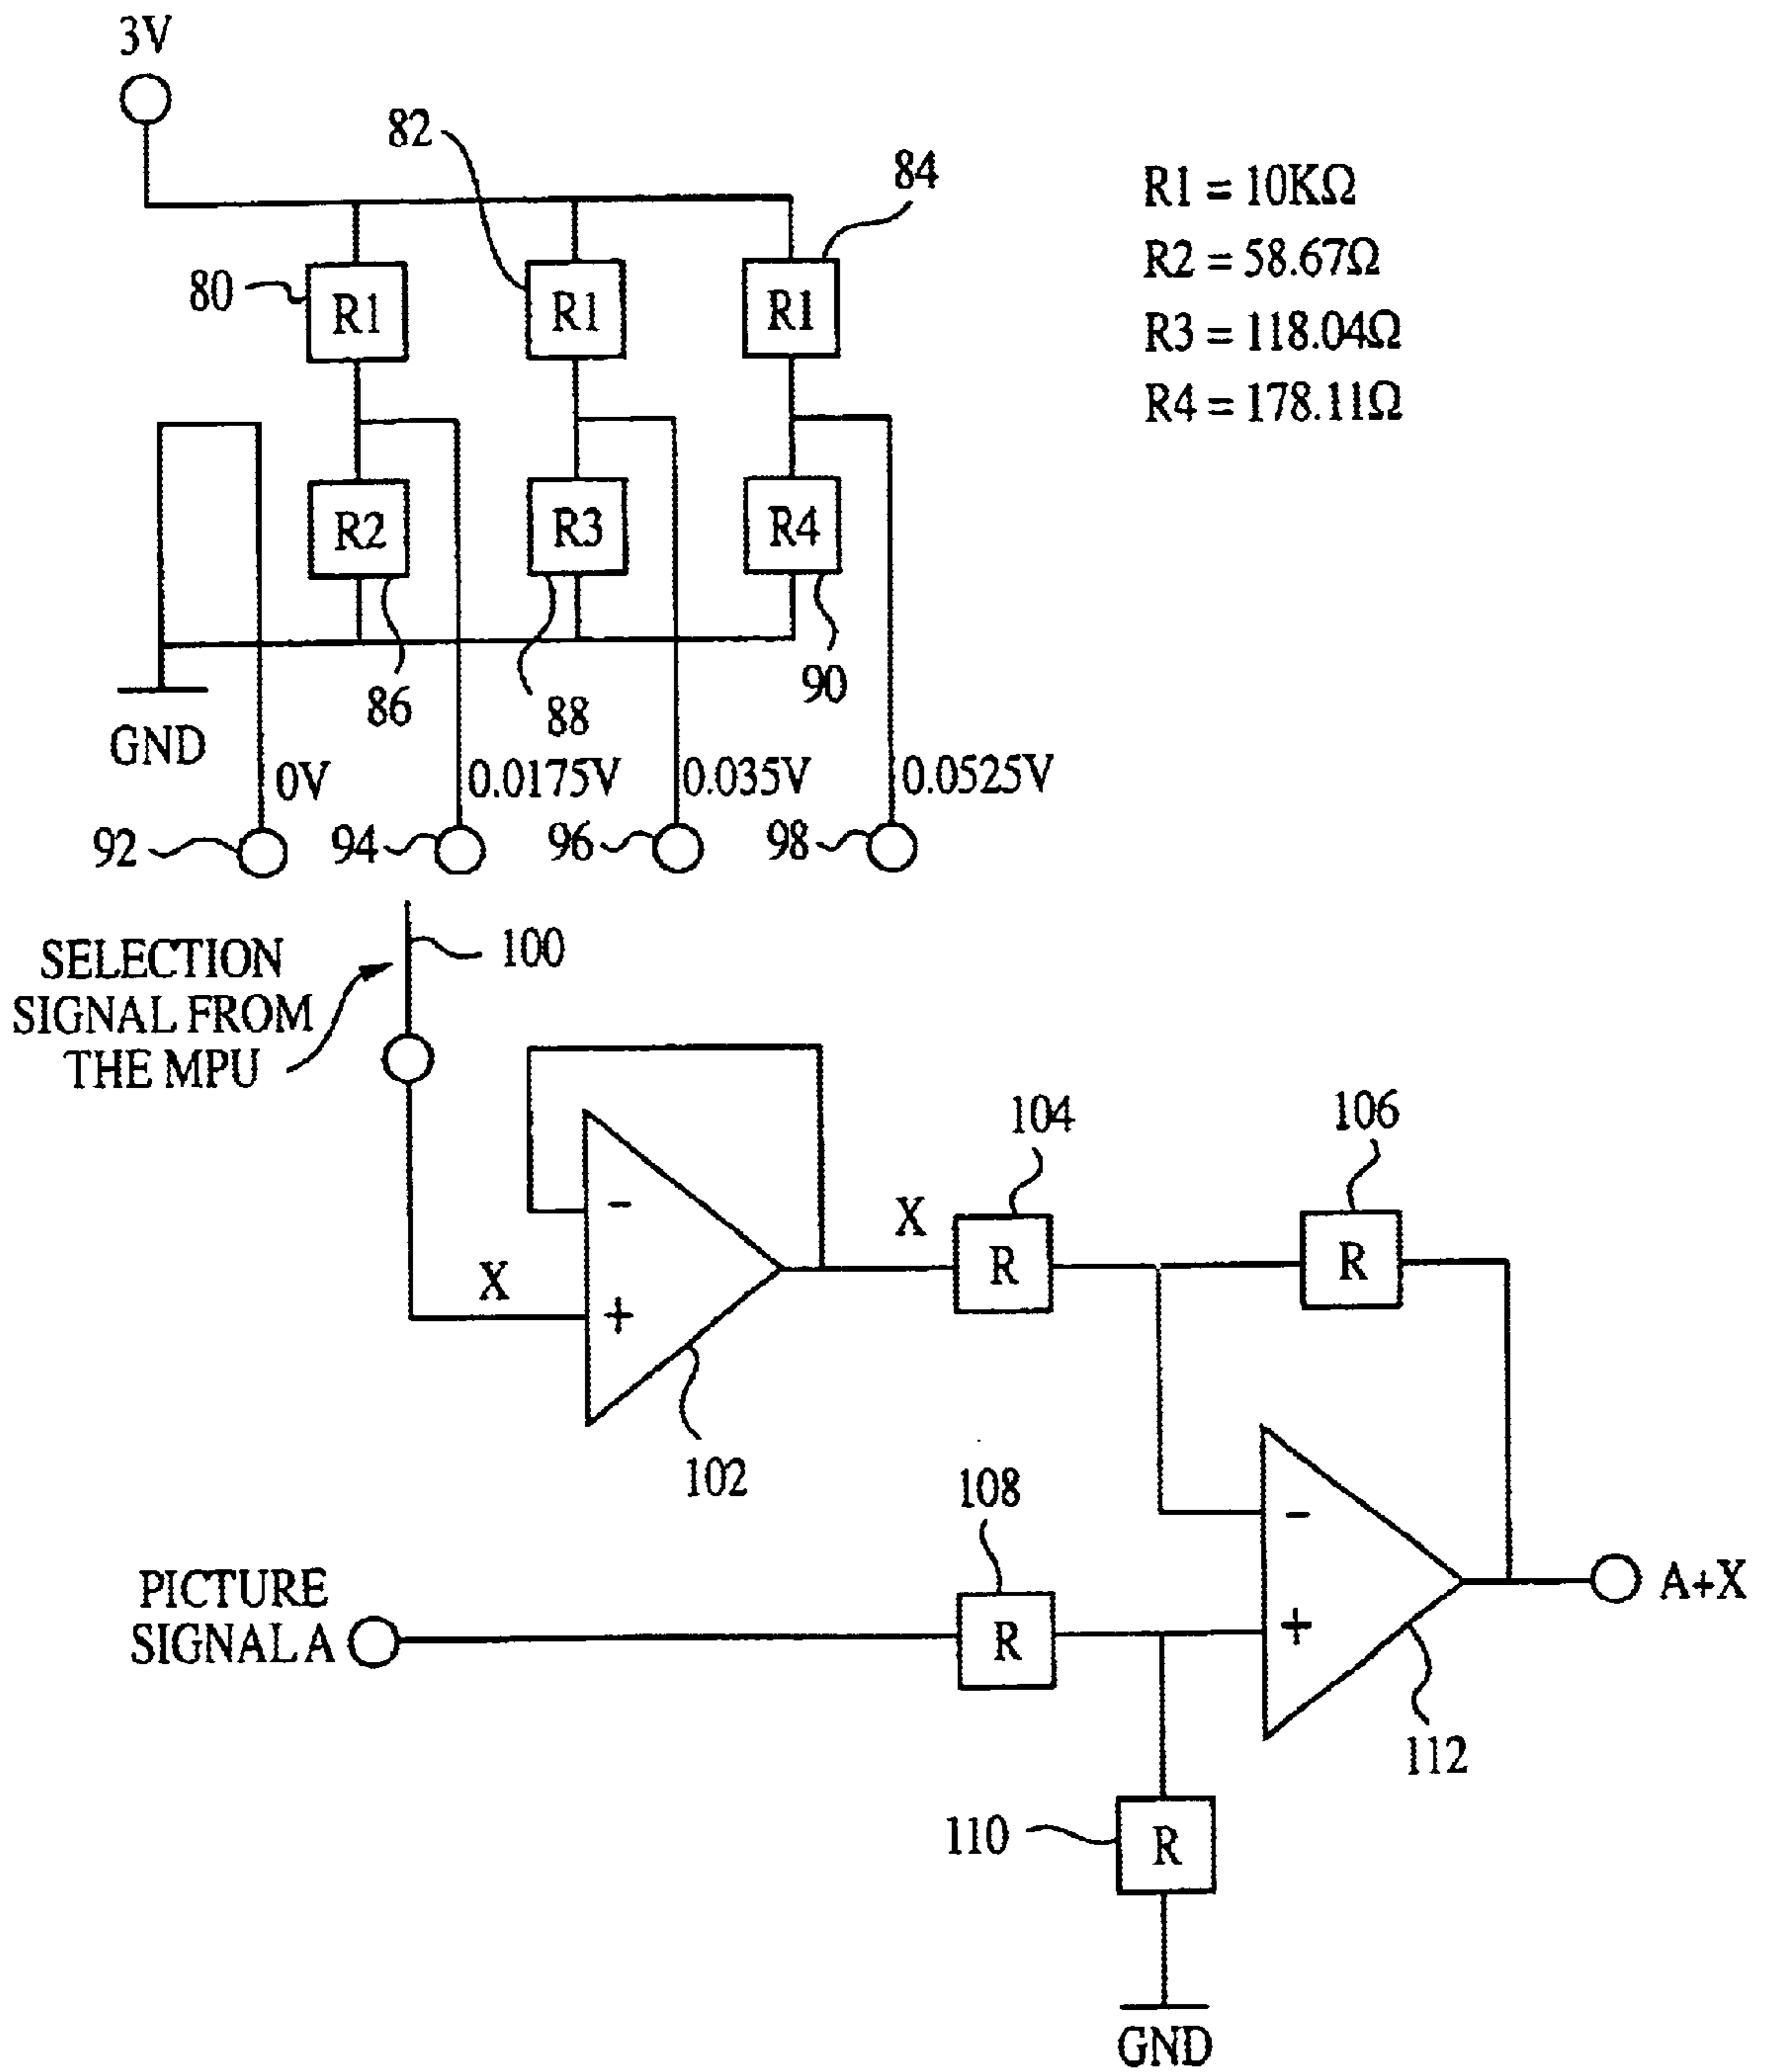 3V
82
84
R1 = 10KΩ
R2 = 58.67Ω
R3 = 118.04Ω
R4 = 178.11Ω
80
R1
R1
R1
R2
R3
R4
86
88
90
GND
0V
0.0175V
0.035V
0.0525V
92
94
96
98
SELECTION
SIGNAL FROM
THE MPU
100
104
106
X
R
R
-
X
+
102
108
-
PICTURE
SIGNAL A
R
+
A+X
112
110
R
GND